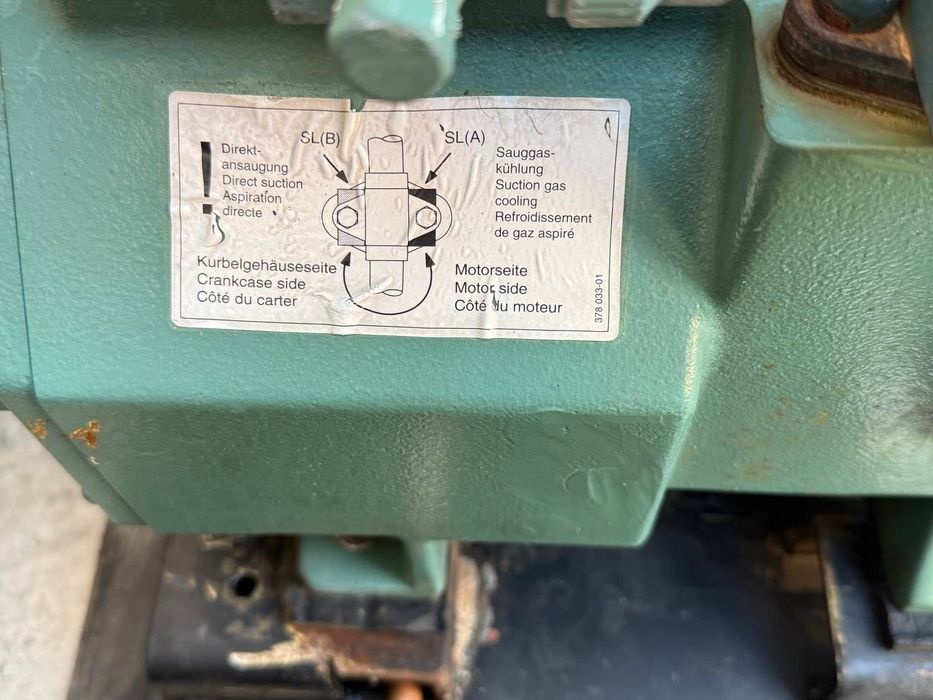 SL(B)
SL(A)
!
Direkt-
ansaugung
Direct suction
Aspiration
directe
Sauggas-
kühlung
Suction gas
cooling
Refroidissement
de gaz aspiré
Kurbelgehäuseseite
Crankcase side
Côté du carter
Motorseite
Motor side
Côté du moteur
378 033-01